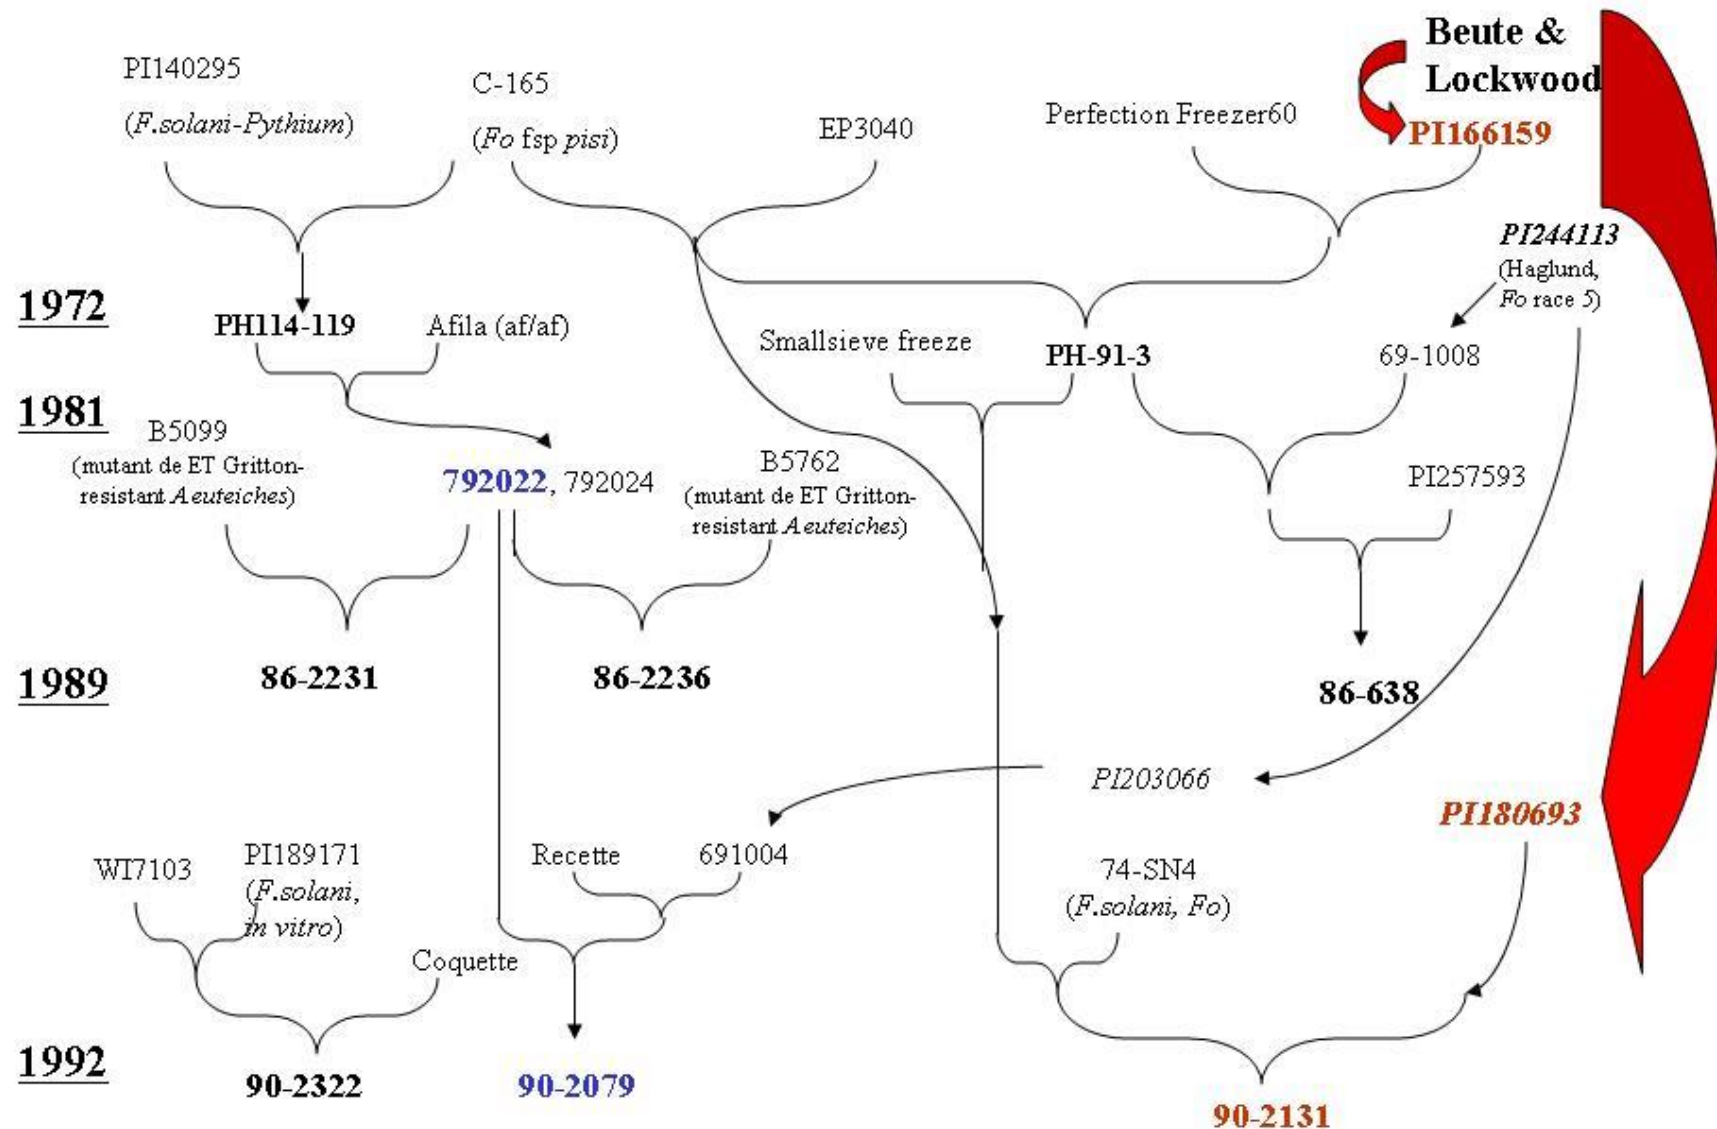 Beute &
Lockwood
PI140295
(F.solani-Pythium)
C-165
(Fo fsp pisi)
EP3040
Perfection Freezer60
PI166159
PI244113
(Haglund,
Fo race 5)
1972
PH114-119
Afila (af/af)
Smallsieve freeze
PH-91-3
69-1008
1981
B5099
(mutant de ET Gritton-
resistant Aeuteiches)
792022, 792024
B5762
(mutant de ET Gritton-
resistant Aeuteiches)
PI257593
1989
86-2231
86-2236
86-638
PI203066
PI180693
WI7103
PI189171
(F.solani,
in vitro)
Recette
691004
74-SN4
(F.solani, Fo)
Coquette
1992
90-2322
90-2079
90-2131